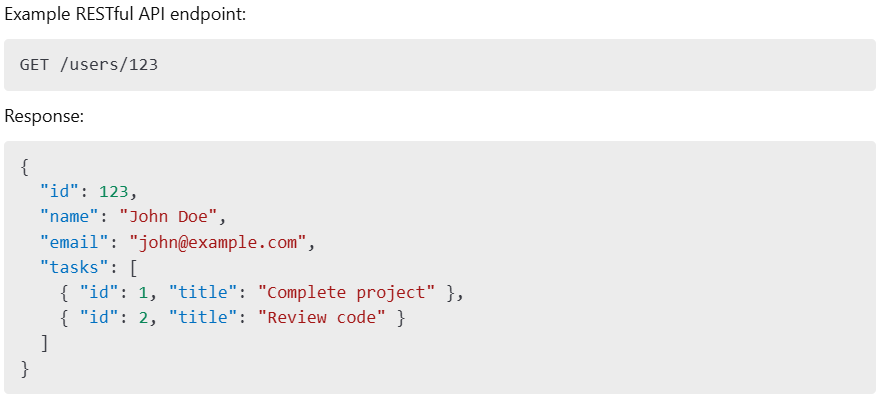 Example RESTful API endpoint:
GET /users/123
Response:
{
  "id": 123,
  "name": "John Doe",
  "email": "john@example.com",
  "tasks": [
    { "id": 1, "title": "Complete project" },
    { "id": 2, "title": "Review code" }
  ]
}